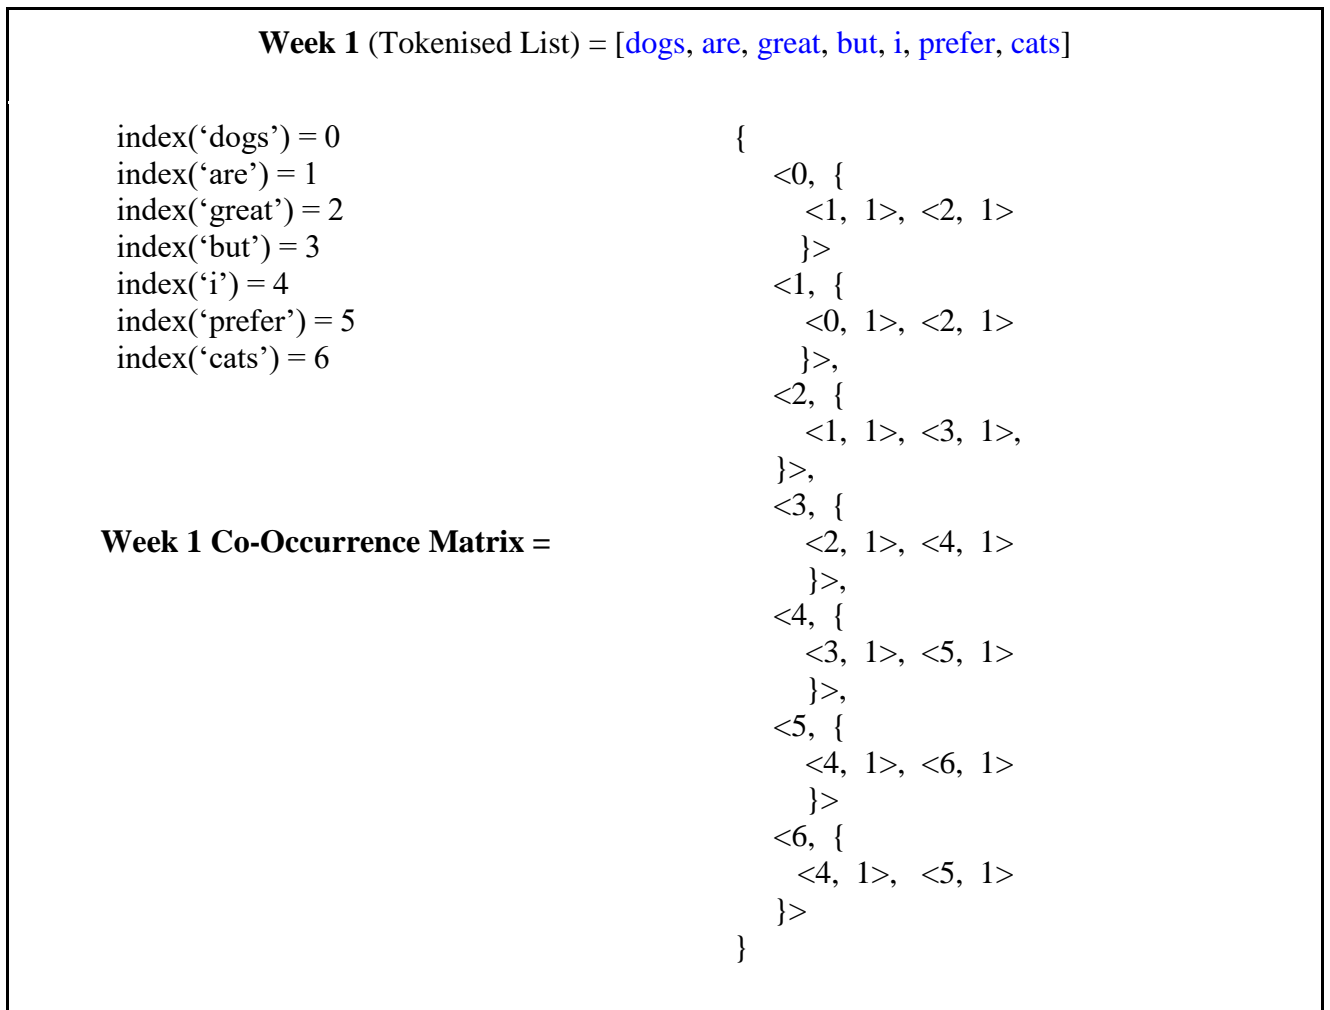 Week 1 (Tokenised List) = [dogs, are, great, but, i, prefer, cats]
index(‘dogs’) = 0
index(‘are’) = 1
index(‘great’) = 2
index(‘but’) = 3
index(‘i’) = 4
index(‘prefer’) = 5
index(‘cats’) = 6
Week 1 Co-Occurrence Matrix =
{
<0, {
<1, 1>, <2, 1>
}>
<1, {
<0, 1>, <2, 1>
}>,
<2, {
<1, 1>, <3, 1>,
}>,
<3, {
<2, 1>, <4, 1>
}>,
<4, {
<3, 1>, <5, 1>
}>,
<5, {
<4, 1>, <6, 1>
}>
<6, {
<4, 1>, <5, 1>
}>
}